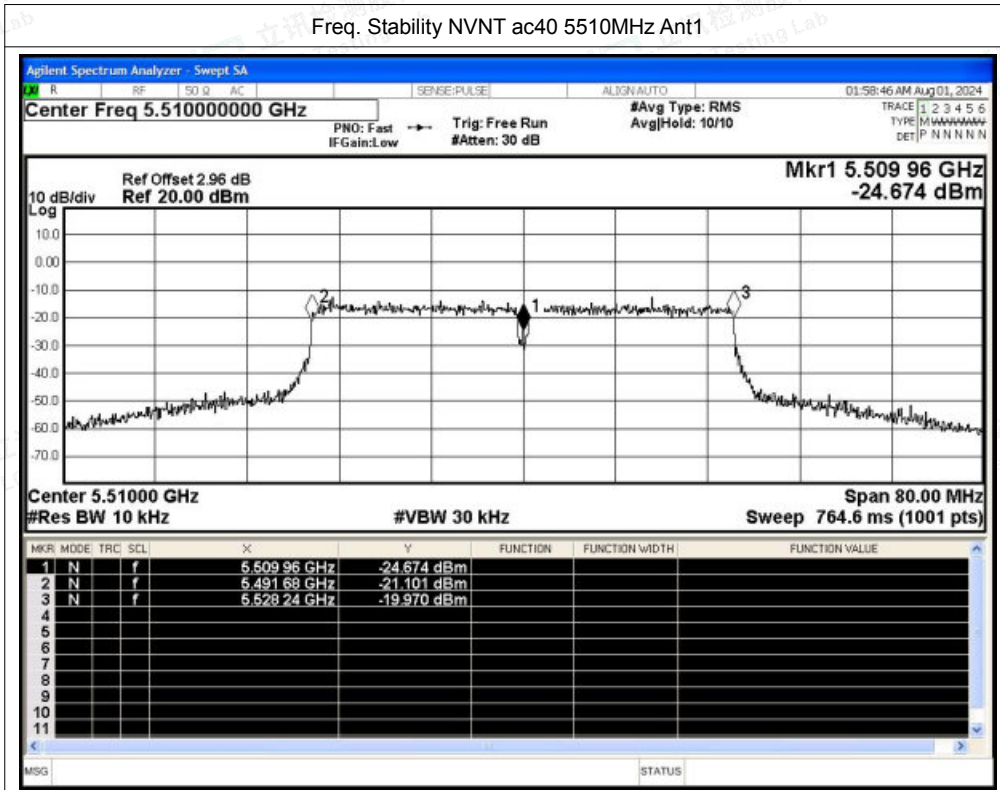 Freq. Stability NVNT ac40 5510MHz Ant1
Agilent Spectrum Analyzer - Swept SA
R RF 50 Ω AC SENSE:PULSE ALIGN AUTO 01:58:46 AM Aug 01, 2024
Center Freq 5.510000000 GHz
PNO: Fast
IFGain:Low
Trig: Free Run
#Atten: 30 dB
#Avg Type: RMS
Avg|Hold: 10/10
TRACE 1 2 3 4 5 6
TYPE M
DET P N N N N N
Mkr1 5.509 96 GHz
-24.674 dBm
Ref Offset 2.96 dB
10 dB/div Ref 20.00 dBm
Log
10.0
0.00
-10.0
-20.0
-30.0
-40.0
-50.0
-60.0
-70.0
2
1
3
Center 5.51000 GHz Span 80.00 MHz
#Res BW 10 kHz #VBW 30 kHz Sweep 764.6 ms (1001 pts)
MKR MODE TRC SCL X Y FUNCTION FUNCTION WIDTH FUNCTION VALUE
1 N f 5.509 96 GHz -24.674 dBm
2 N f 5.491 68 GHz -21.101 dBm
3 N f 5.528 24 GHz -19.970 dBm
4
5
6
7
8
9
10
11
MSG STATUS